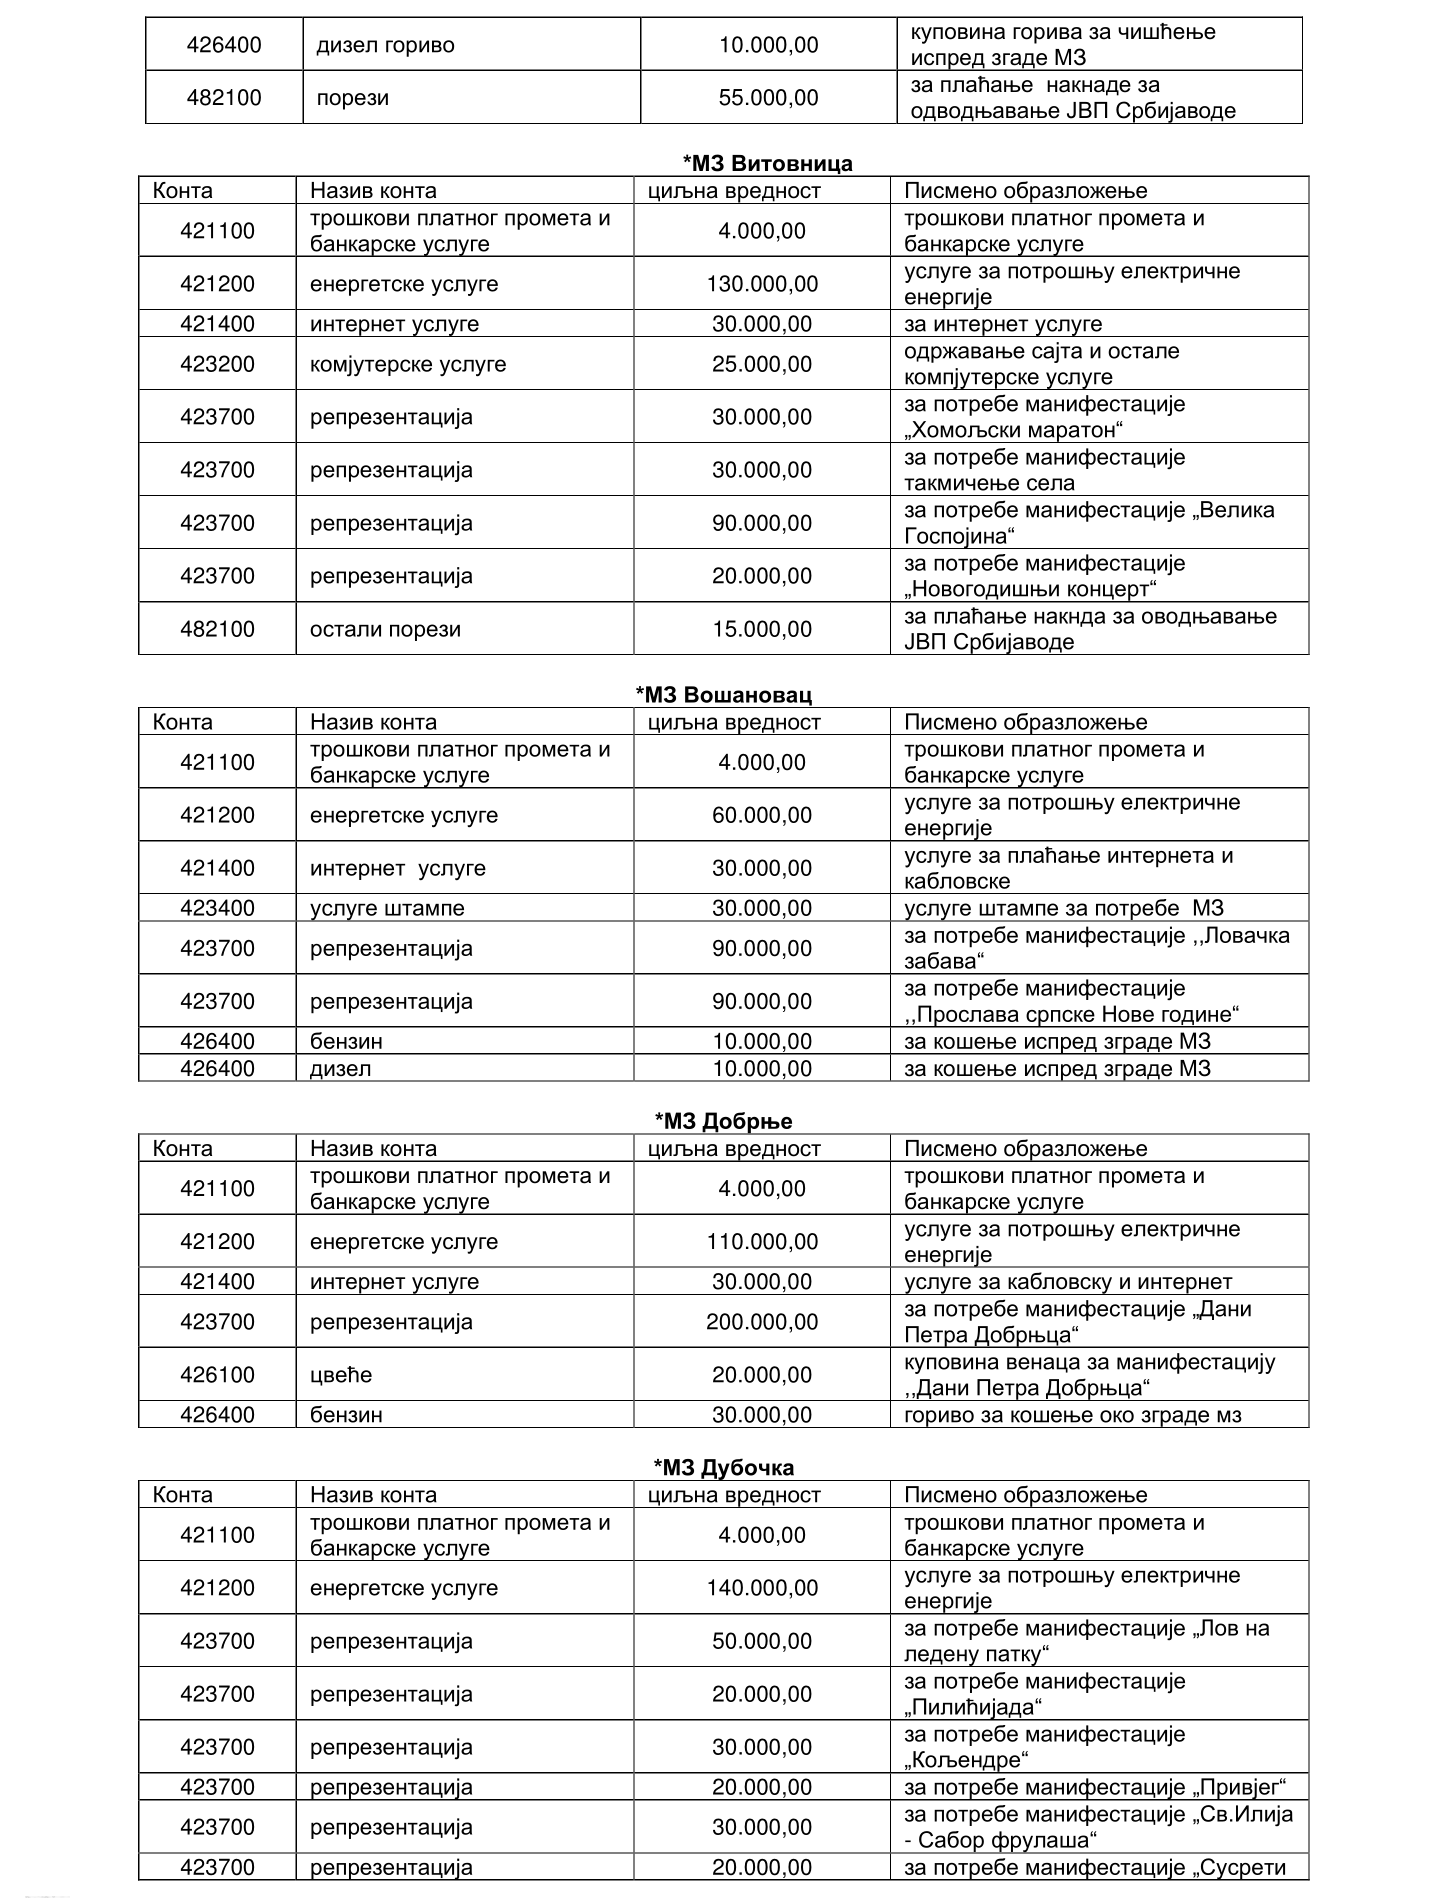 426400 дизел гориво 10.000,00 куповина горива за чишћење
испред згаде МЗ
482100 порези 55.000,00 за плаћање  накнаде за
одводњавање ЈВП Србијаводе
*МЗ Витовница
Конта Назив конта циљна вредност Писмено образложење
421100 трошкови платног промета и
банкарске услуге 4.000,00 трошкови платног промета и
банкарске услуге
421200 енергетске услуге 130.000,00 услуге за потрошњу електричне
енергије
421400 интернет услуге 30.000,00 за интернет услуге
423200 комјутерске услуге 25.000,00 одржавање сајта и остале
компјутерске услуге
423700 репрезентација 30.000,00 за потребе манифестације
„Хомољски маратон“
423700 репрезентација 30.000,00 за потребе манифестације
такмичење села
423700 репрезентација 90.000,00 за потребе манифестације „Велика
Госпојина“
423700 репрезентација 20.000,00 за потребе манифестације
„Новогодишњи концерт“
482100 остали порези 15.000,00 за плаћање накнда за оводњавање
ЈВП Србијаводе
*МЗ Вошановац
Конта Назив конта циљна вредност Писмено образложење
421100 трошкови платног промета и
банкарске услуге 4.000,00 трошкови платног промета и
банкарске услуге
421200 енергетске услуге 60.000,00 услуге за потрошњу електричне
енергије
421400 интернет  услуге 30.000,00 услуге за плаћање интернета и
кабловске
423400 услуге штампе 30.000,00 услуге штампе за потребе  МЗ
423700 репрезентација 90.000,00 за потребе манифестације ,,Ловачка
забава“
423700 репрезентација 90.000,00 за потребе манифестације
,,Прослава српске Нове године“
426400 бензин 10.000,00 за кошење испред зграде МЗ
426400 дизел 10.000,00 за кошење испред зграде МЗ
*МЗ Добрње
Конта Назив конта циљна вредност Писмено образложење
421100 трошкови платног промета и
банкарске услуге 4.000,00 трошкови платног промета и
банкарске услуге
421200 енергетске услуге 110.000,00 услуге за потрошњу електричне
енергије
421400 интернет услуге 30.000,00 услуге за кабловску и интернет
423700 репрезентација 200.000,00 за потребе манифестације „Дани
Петра Добрњца“
426100 цвеће 20.000,00 куповина венаца за манифестацију
,,Дани Петра Добрњца“
426400 бензин 30.000,00 гориво за кошење око зграде мз
*МЗ Дубочка
Конта Назив конта циљна вредност Писмено образложење
421100 трошкови платног промета и
банкарске услуге 4.000,00 трошкови платног промета и
банкарске услуге
421200 енергетске услуге 140.000,00 услуге за потрошњу електричне
енергије
423700 репрезентација 50.000,00 за потребе манифестације „Лов на
ледену патку“
423700 репрезентација 20.000,00 за потребе манифестације
„Пилићијада“
423700 репрезентација 30.000,00 за потребе манифестације
„Кољендре“
423700 репрезентација 20.000,00 за потребе манифестације „Привјег“
423700 репрезентација 30.000,00 за потребе манифестације „Св.Илија
- Сабор фрулаша“
423700 репрезентација 20.000,00 за потребе манифестације „Сусрети